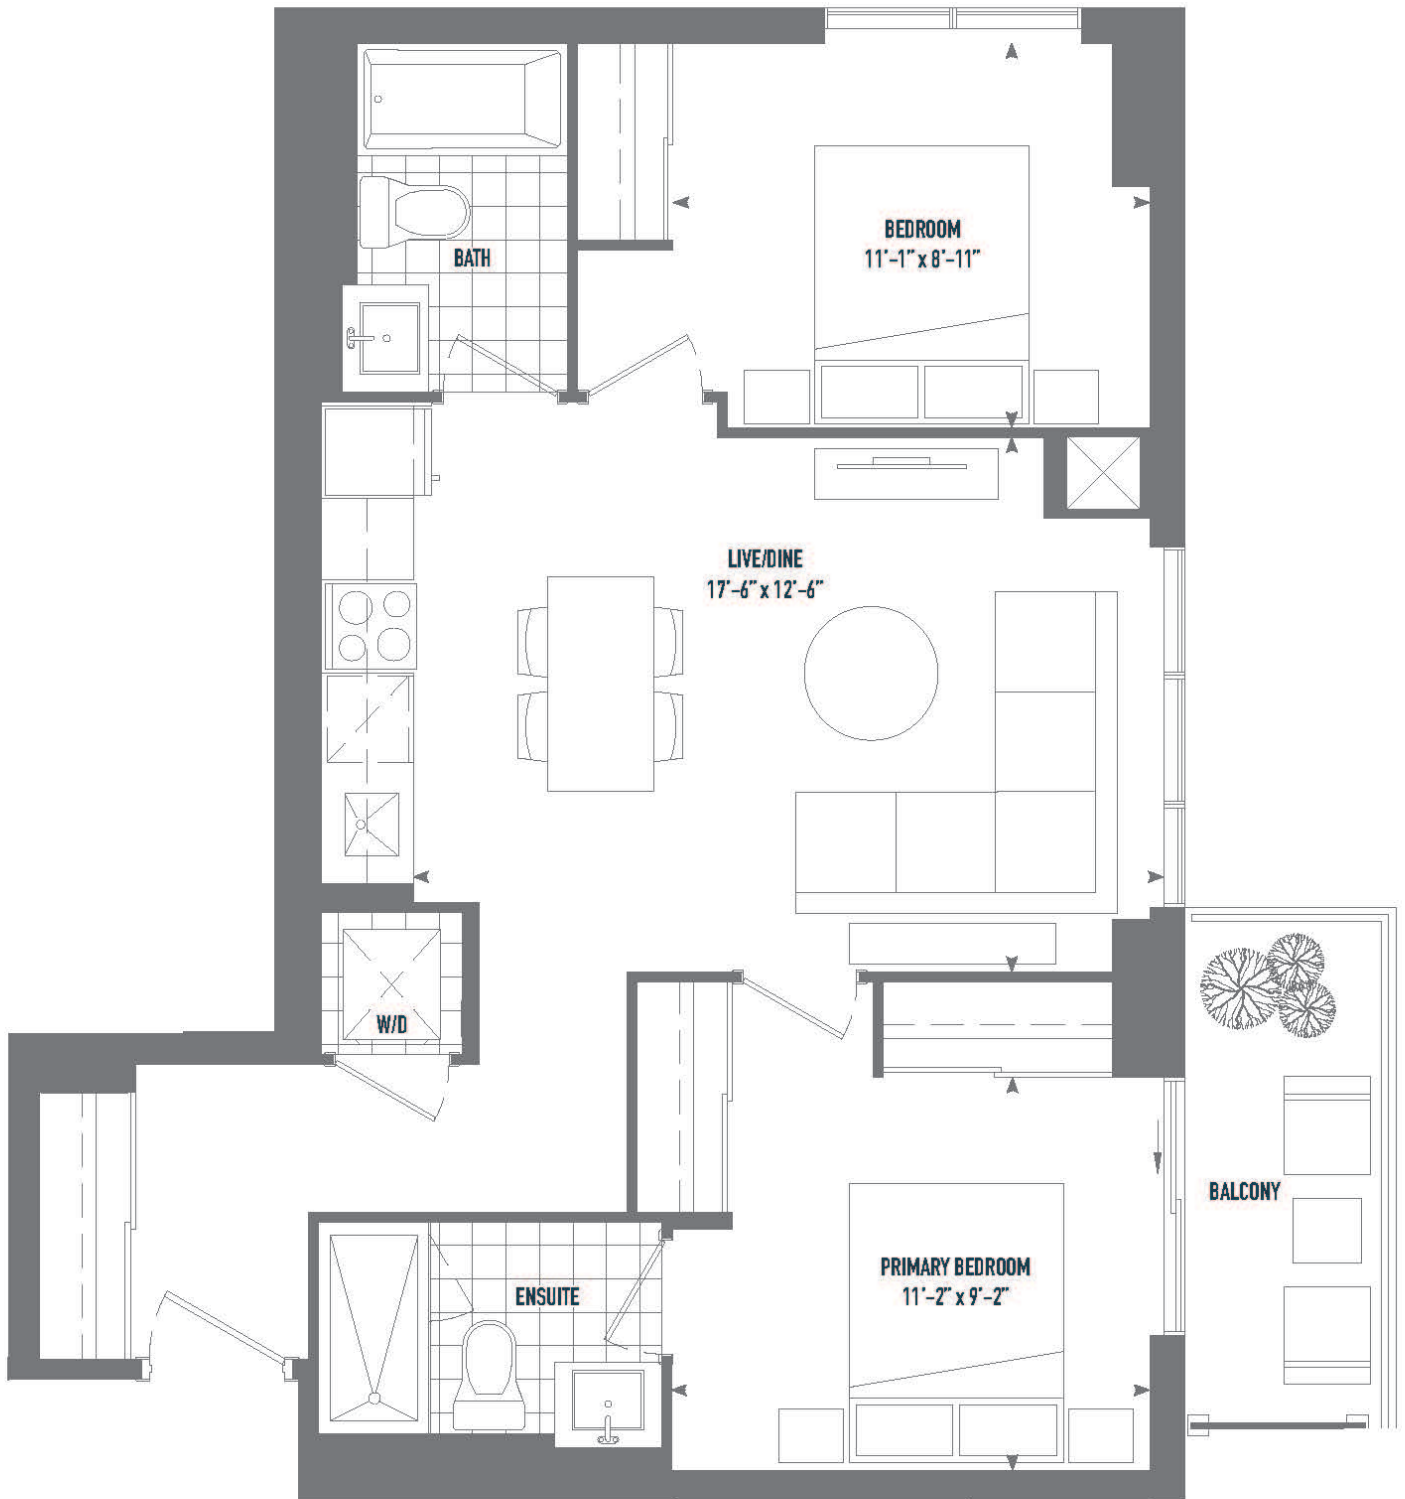 BATH
BEDROOM
11'-1" x 8'-11"
LIVE/DINE
17'-6" x 12'-6"
W/D
BALCONY
PRIMARY BEDROOM
11'-2" x 9'-2"
ENSUITE